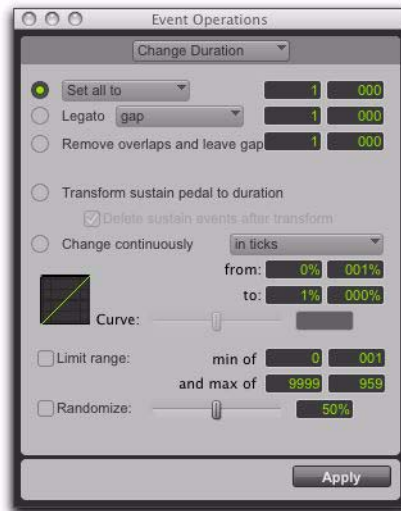 Event Operations
Change Duration
Set all to 1 000
Legato gap 1 000
Remove overlaps and leave gap 1 000
Transform sustain pedal to duration
Delete sustain events after transform
Change continuously in ticks
from: 0% 001%
to: 1% 000%
Curve:
Limit range: min of 0 001
and max of 9999 959
Randomize: 50%
Apply